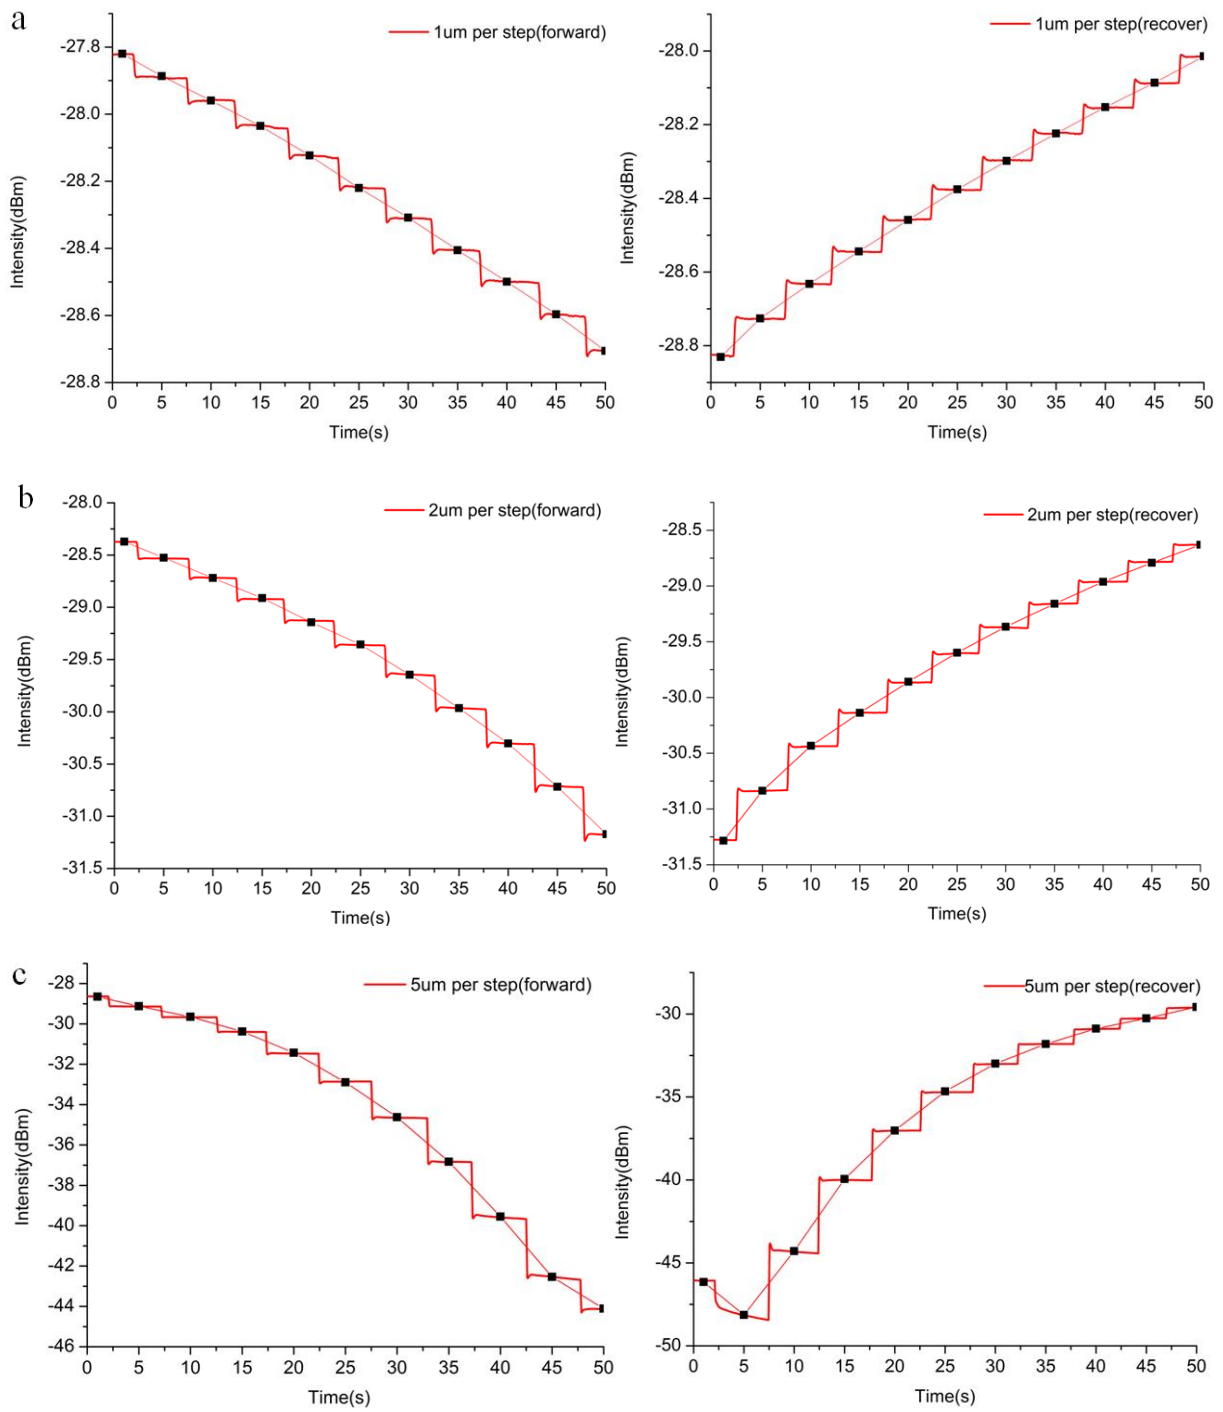 a
1um per step(forward)
-27.8
-28.0
-28.2
-28.4
-28.6
-28.8
Intensity(dBm)
0 5 10 15 20 25 30 35 40 45 50
Time(s)
1um per step(recover)
-28.0
-28.2
-28.4
-28.6
-28.8
Intensity(dBm)
0 5 10 15 20 25 30 35 40 45 50
Time(s)
b
2um per step(forward)
-28.0
-28.5
-29.0
-29.5
-30.0
-30.5
-31.0
-31.5
Intensity(dBm)
0 5 10 15 20 25 30 35 40 45 50
Time(s)
2um per step(recover)
-28.5
-29.0
-29.5
-30.0
-30.5
-31.0
-31.5
Intensity(dBm)
0 5 10 15 20 25 30 35 40 45 50
Time(s)
c
5um per step(forward)
-28
-30
-32
-34
-36
-38
-40
-42
-44
-46
Intensity(dBm)
0 5 10 15 20 25 30 35 40 45 50
Time(s)
5um per step(recover)
-30
-35
-40
-45
-50
Intensity(dBm)
0 5 10 15 20 25 30 35 40 45 50
Time(s)